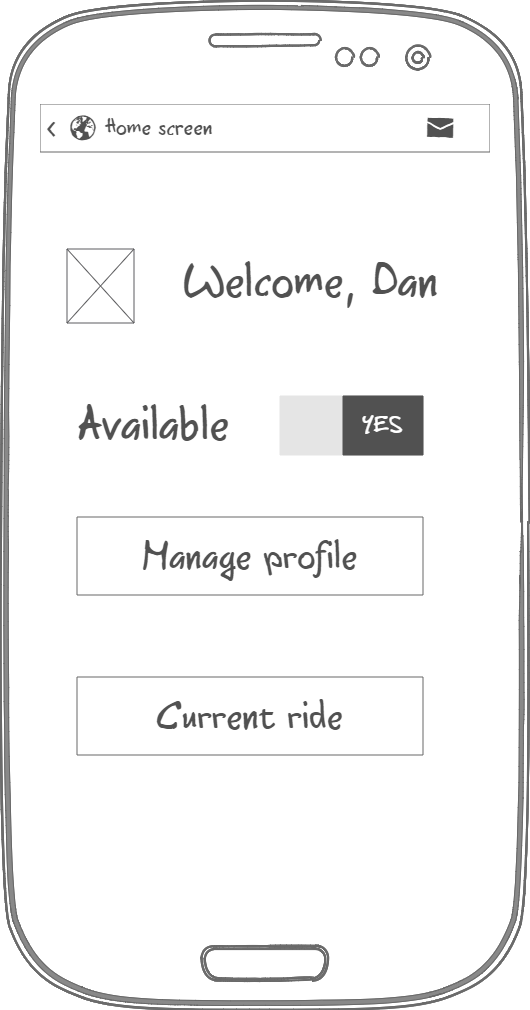 Home screen
Welcome, Dan
Available
YES
Manage profile
Current ride